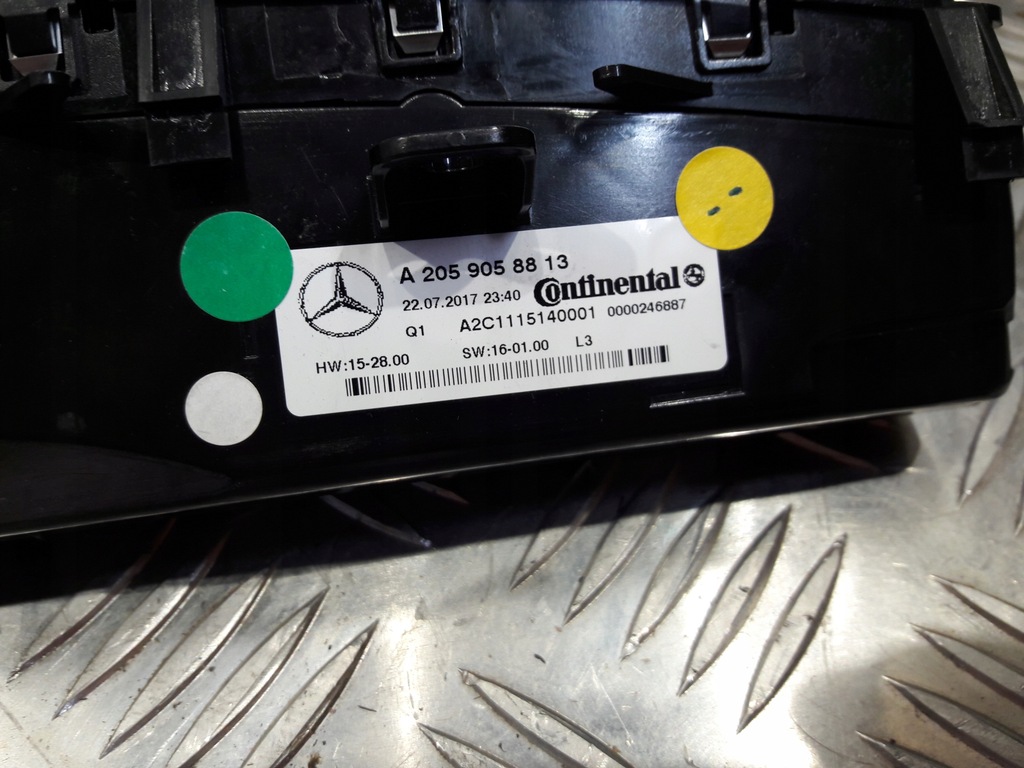 A 205 905 88 13
22.07.2017 23:40 Continental
Q1 A2C1115140001 0000246887
HW:15-28.00 SW:16-01.00 L3